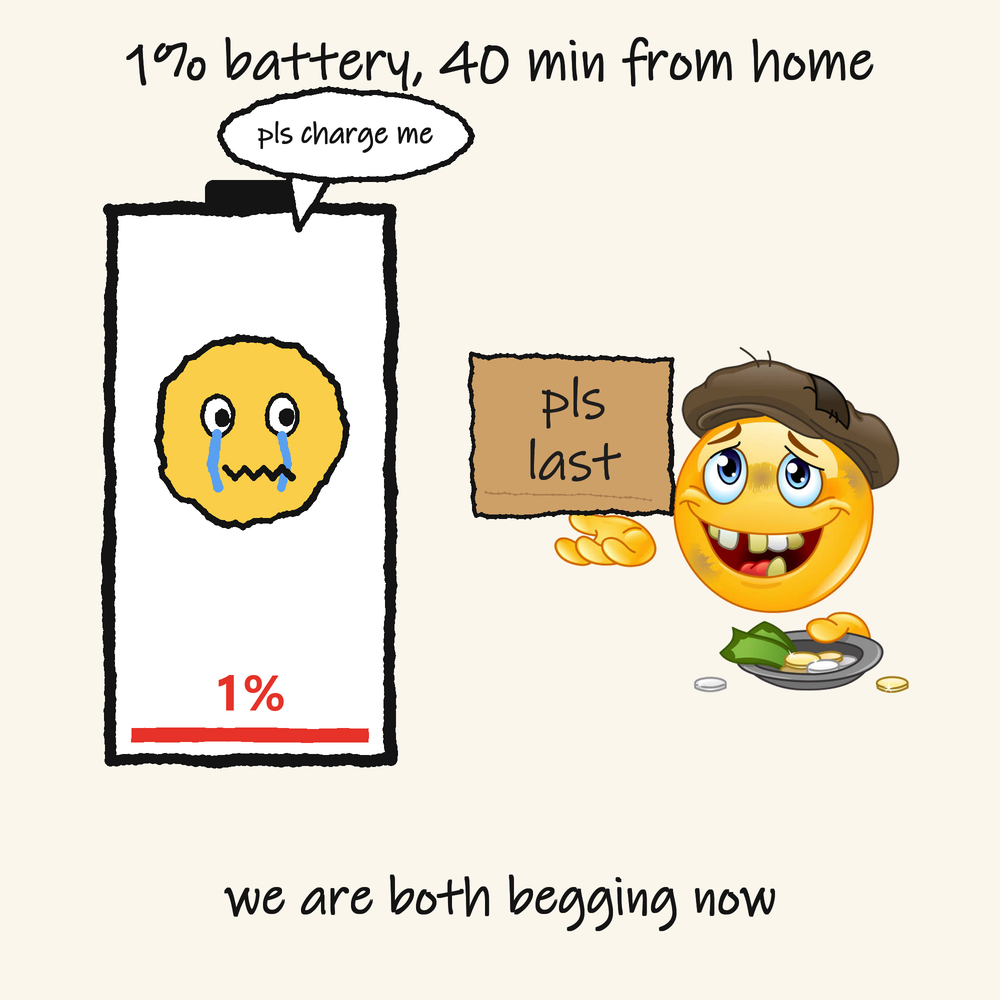 1% battery, 40 min from home
pls charge me
pls
last
1%
we are both begging now